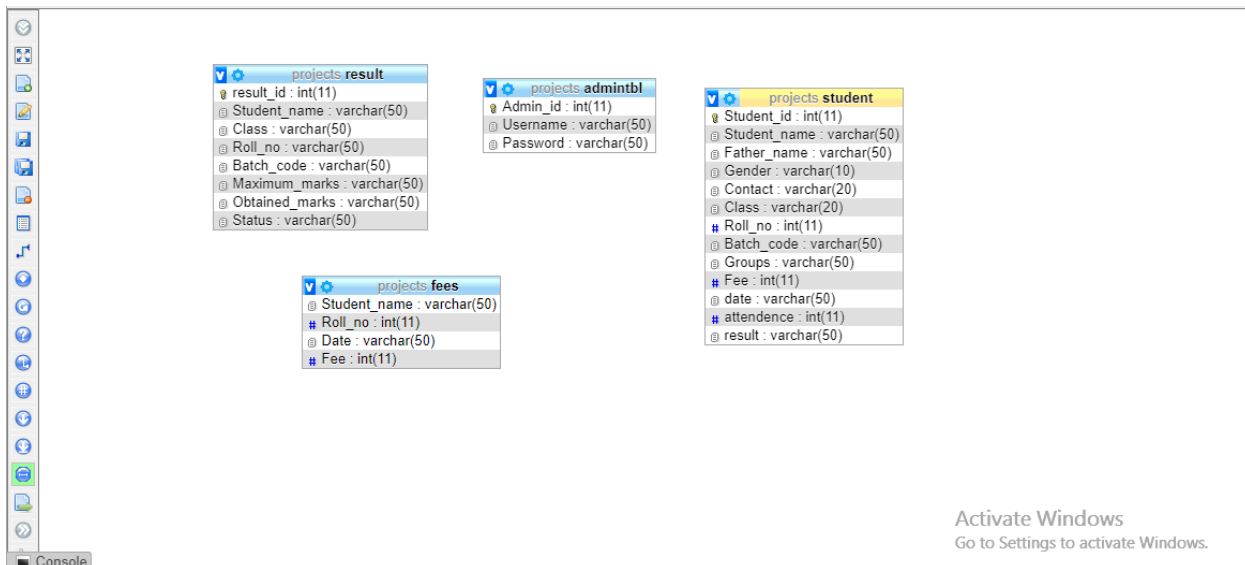 projects result
result_id : int(11)
Student_name : varchar(50)
Class : varchar(50)
Roll_no : varchar(50)
Batch_code : varchar(50)
Maximum_marks : varchar(50)
Obtained_marks : varchar(50)
Status : varchar(50)
projects admintbl
Admin_id : int(11)
Username : varchar(50)
Password : varchar(50)
projects student
Student_id : int(11)
Student_name : varchar(50)
Father_name : varchar(50)
Gender : varchar(10)
Contact : varchar(20)
Class : varchar(20)
# Roll_no : int(11)
Batch_code : varchar(50)
Groups : varchar(50)
# Fee : int(11)
date : varchar(50)
# attendence : int(11)
result : varchar(50)
projects fees
Student_name : varchar(50)
# Roll_no : int(11)
Date : varchar(50)
# Fee : int(11)
Activate Windows
Go to Settings to activate Windows.
Console